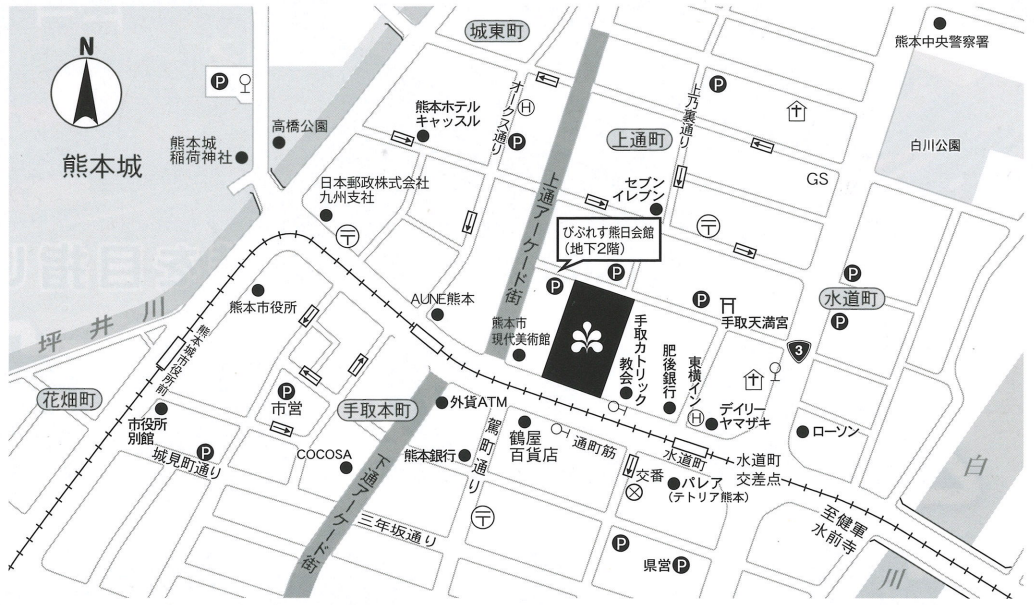 城東町
熊本中央警察署
N
P
熊本ホテル
キャッスル
オークス通り
H
P
上乃裏通り
P
高橋公園
熊本城
稲荷神社
熊本城
上通町
白川公園
GS
日本郵政株式会社
九州支社
〒
上通アーケード街
セブン
イレブン
〒
びぷれす熊日会館
(地下2階)
P
P
P
水道町
P
P
手取天満宮
3
坪井川
熊本市役所
AUNE熊本
熊本市
現代美術館
手取カトリック
教会
肥後銀行
東横イン
H
デイリー
ヤマザキ
ローソン
熊本城市役所前
花畑町
市役所
別館
P
市営
手取本町
外貨ATM
鶴屋
百貨店
通町筋
水道町
水道町
交差点
白
川
城見町通り
P
COCOSA
熊本銀行
駕町通り
交番
パレア
(テトリア熊本)
下通アーケード街
三年坂通り
〒
P
県営P
至健軍
水前寺